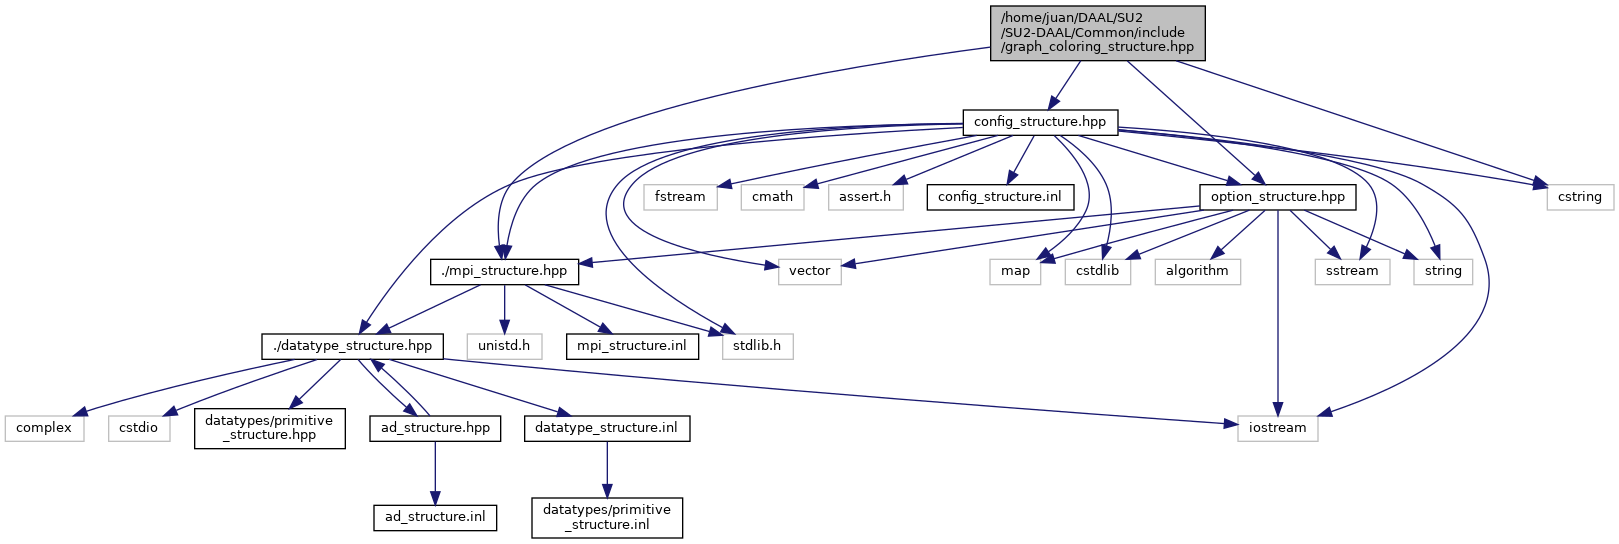 /home/juan/DAAL/SU2
/SU2-DAAL/Common/include
/graph_coloring_structure.hpp
config_structure.hpp
fstream
cmath
assert.h
config_structure.inl
option_structure.hpp
cstring
./mpi_structure.hpp
vector
map
cstdlib
algorithm
sstream
string
./datatype_structure.hpp
unistd.h
mpi_structure.inl
stdlib.h
complex
cstdio
datatypes/primitive
_structure.hpp
ad_structure.hpp
datatype_structure.inl
iostream
ad_structure.inl
datatypes/primitive
_structure.inl